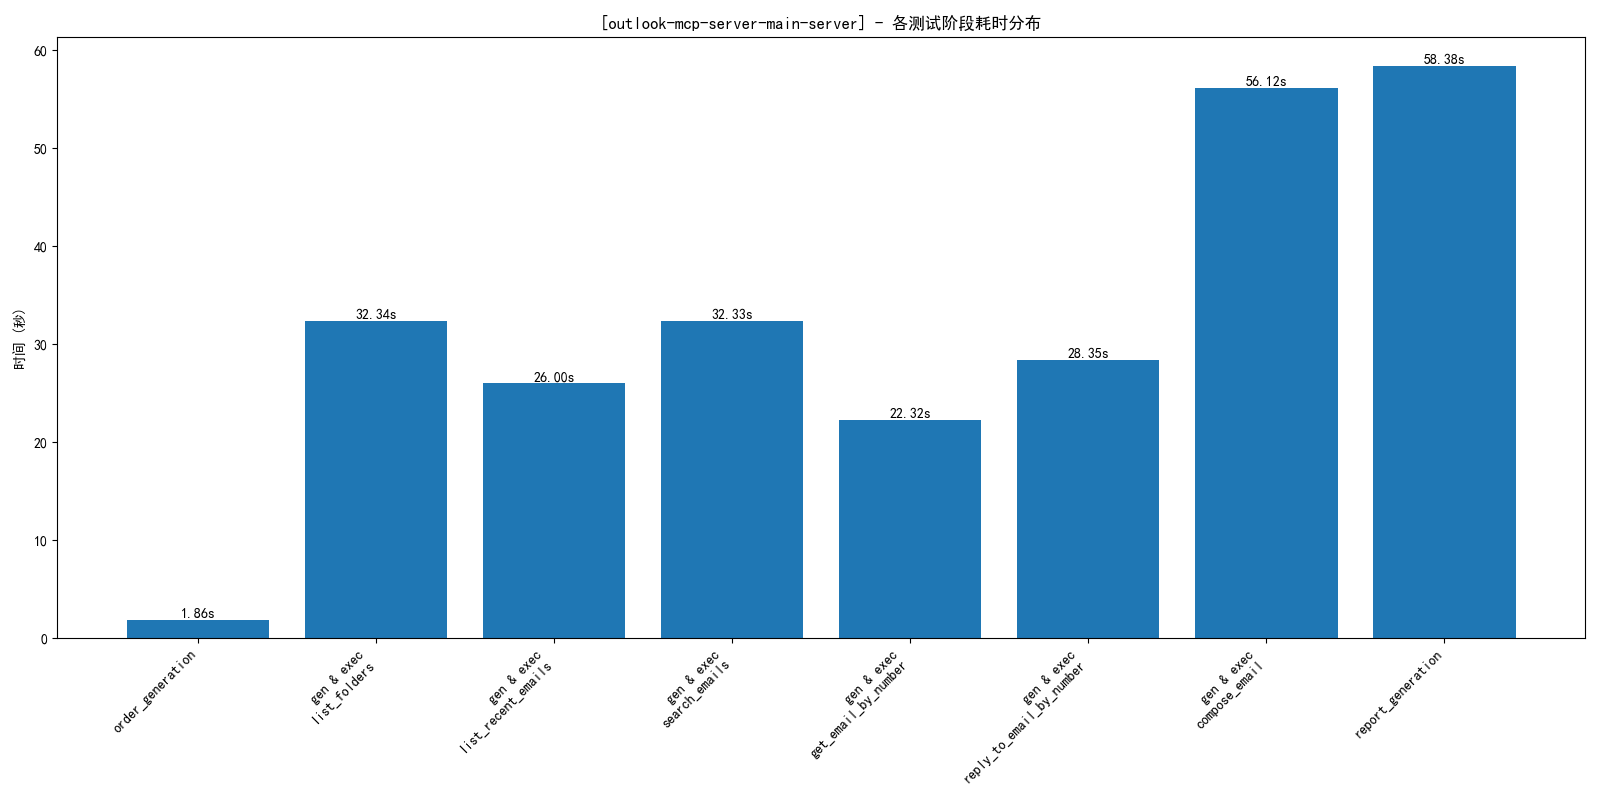 [outlook-mcp-server-main-server] - 各测试阶段耗时分布
时间 (秒)
60
50
40
30
20
10
0
1.86s
32.34s
26.00s
32.33s
22.32s
28.35s
56.12s
58.38s
order_generation
gen & exec
list_folders
gen & exec
list_recent_emails
gen & exec
search_emails
gen & exec
get_email_by_number
gen & exec
reply_to_email_by_number
gen & exec
compose_email
report_generation